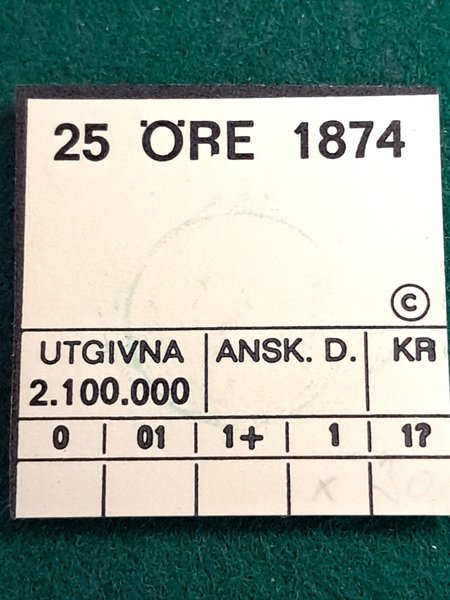 25 ÖRE 1874
©
UTGIVNA ANSK. D. KR
2.100.000
0 01 1+ 1 1?
x